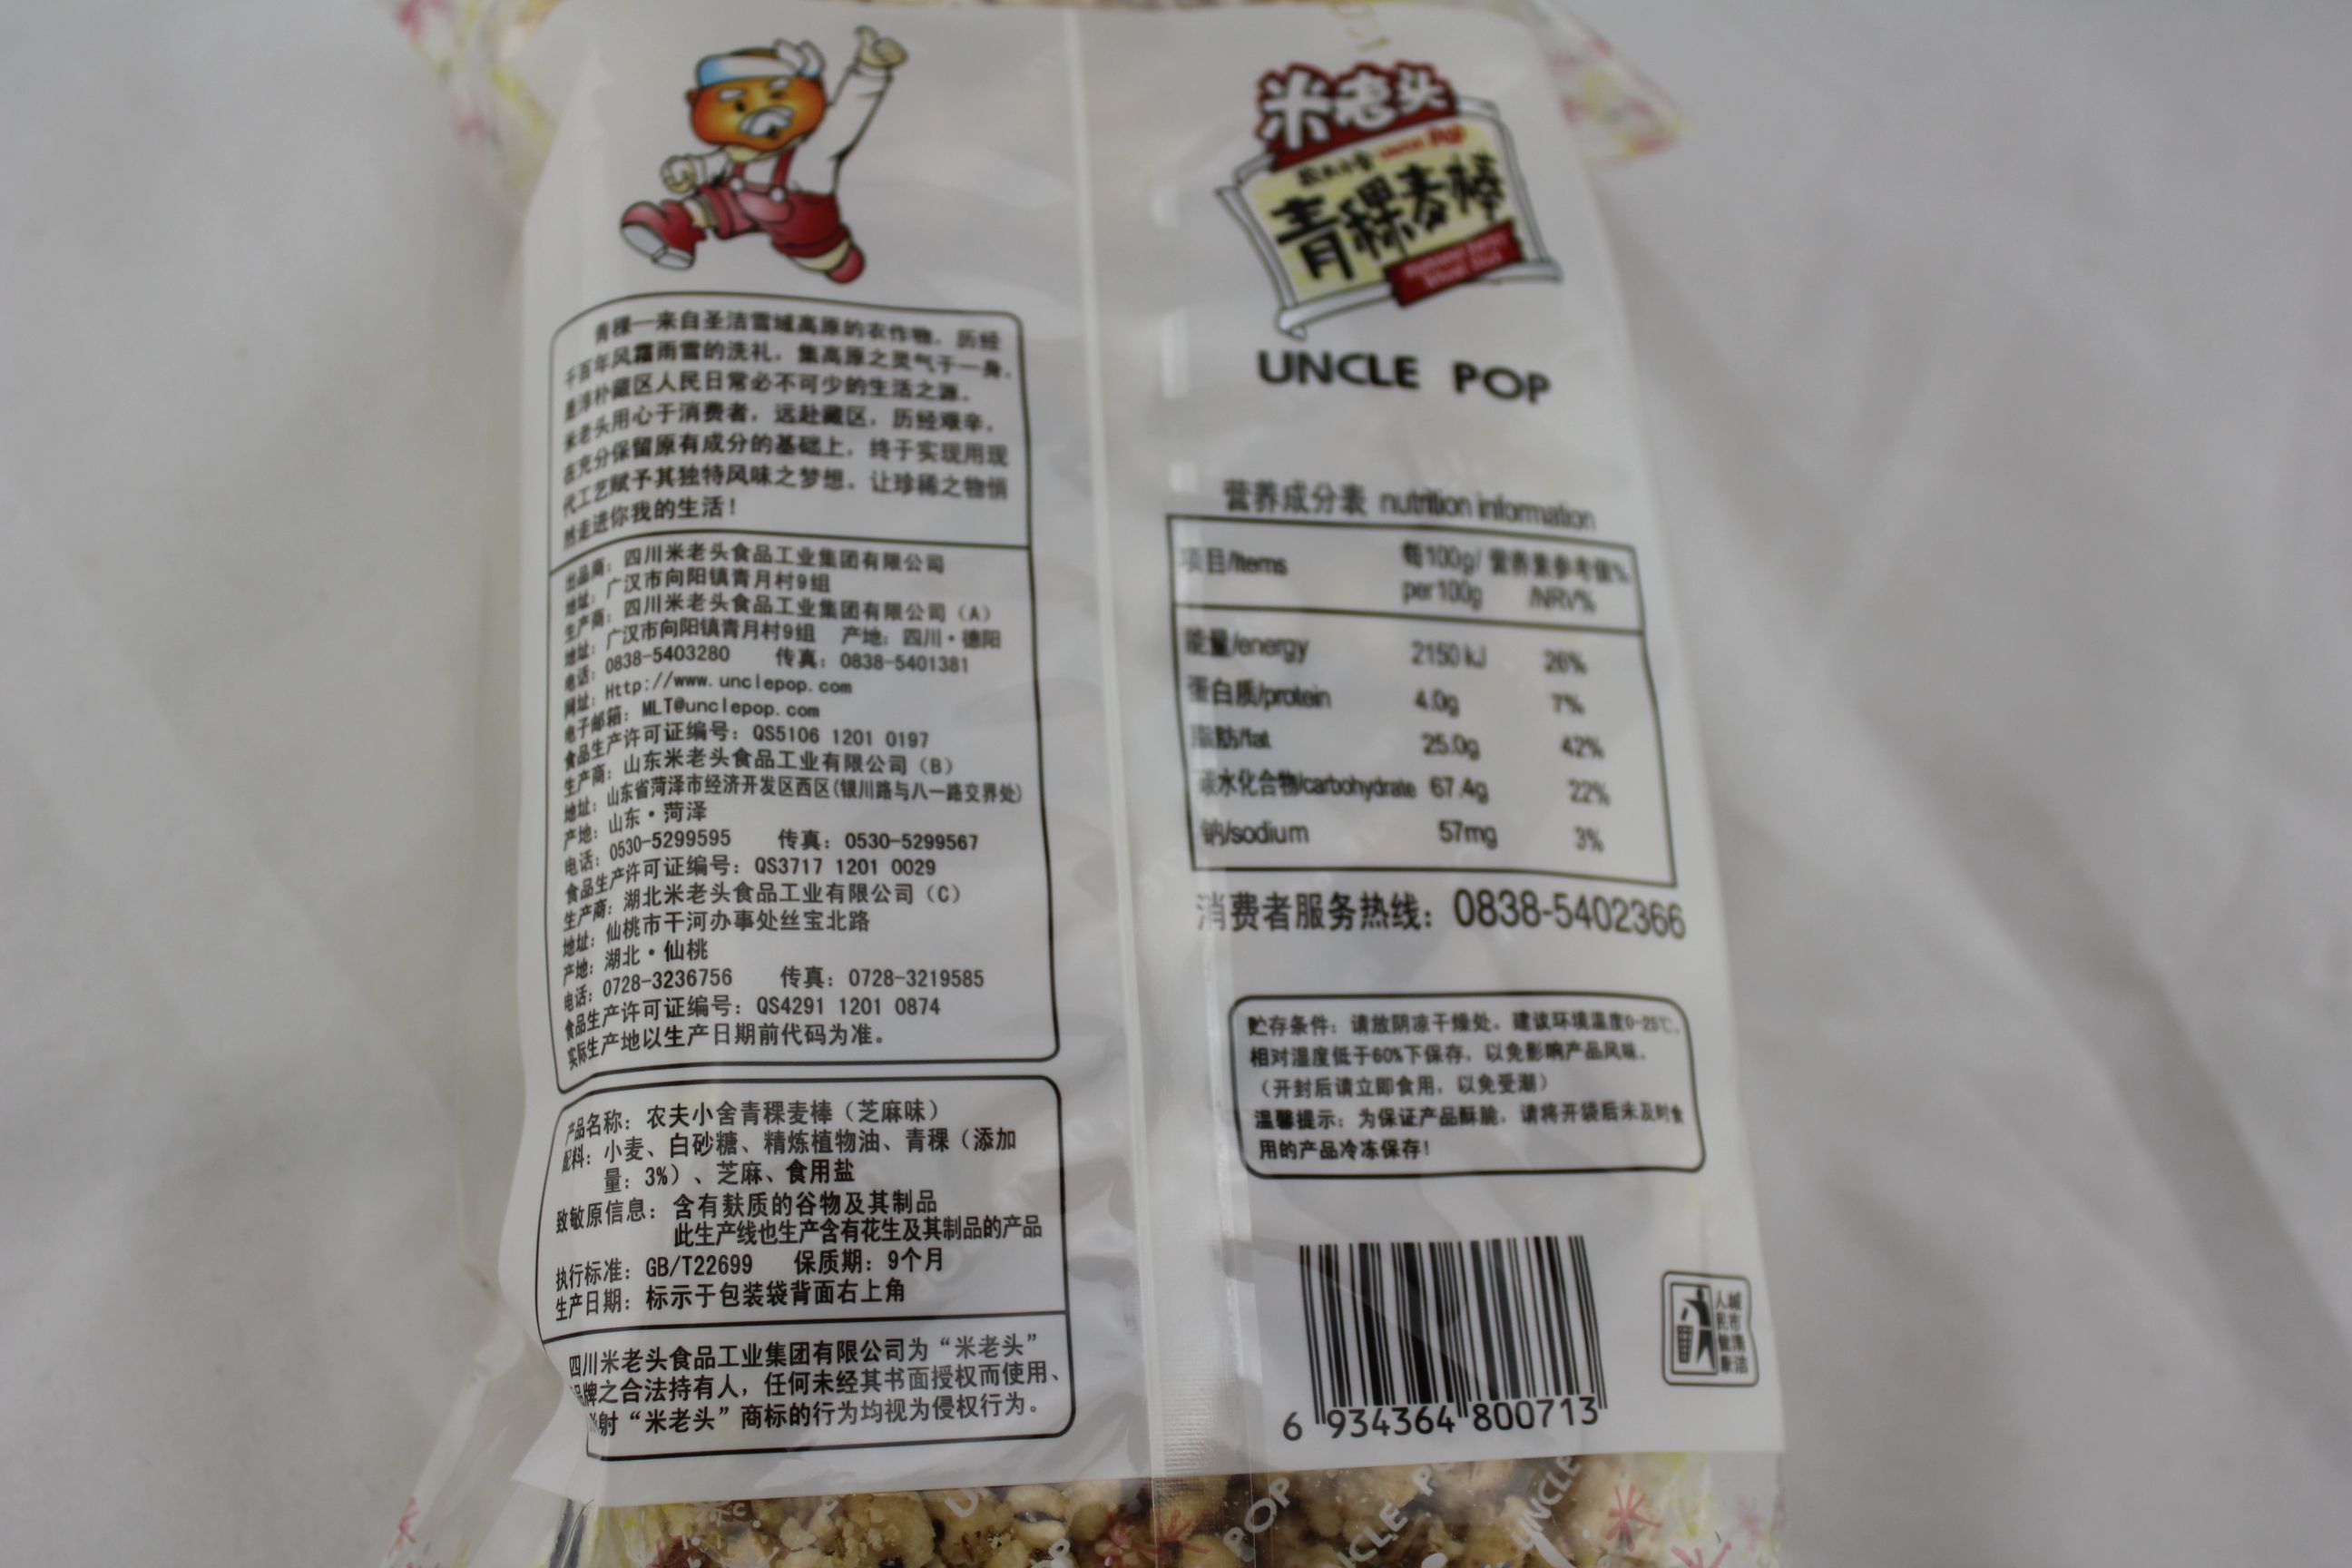 青稞—来自圣洁雪域高原的农作物。历经
千百年风霜雨雪的洗礼，集高原之灵气于一身，
是淳朴藏区人民日常必不可少的生活之源。
米老头用心于消费者，远赴藏区，历经艰辛，
在充分保留原有成分的基础上，终于实现用现
代工艺赋予其独特风味之梦想。让珍稀之物悄
然走进你我的生活！
出品商：四川米老头食品工业集团有限公司
地址：广汉市向阳镇青月村9组
生产商：四川米老头食品工业集团有限公司（A）
地址：广汉市向阳镇青月村9组 产地：四川·德阳
电话：0838-5403280 传真：0838-5401381
网址：Http://www.unclepop.com
电子邮箱：MLT@unclepop.com
食品生产许可证编号：QS5106 1201 0197
生产商：山东米老头食品工业有限公司（B）
地址：山东省菏泽市经济开发区西区(银川路与八一路交界处)
产地：山东·菏泽
电话：0530-5299595 传真：0530-5299567
食品生产许可证编号：QS3717 1201 0029
生产商：湖北米老头食品工业有限公司（C）
地址：仙桃市干河办事处丝宝北路
产地：湖北·仙桃
电话：0728-3236756 传真：0728-3219585
食品生产许可证编号：QS4291 1201 0874
实际生产地以生产日期前代码为准。
产品名称：农夫小舍青稞麦棒（芝麻味）
配料：小麦、白砂糖、精炼植物油、青稞（添加
量：3%）、芝麻、食用盐
致敏原信息：含有麸质的谷物及其制品
此生产线也生产含有花生及其制品的产品
执行标准：GB/T22699 保质期：9个月
生产日期：标示于包装袋背面右上角
四川米老头食品工业集团有限公司为“米老头”
品牌之合法持有人，任何未经其书面授权而使用、
影射“米老头”商标的行为均视为侵权行为。
米老头
UNCLE POP
农夫小舍
青稞麦棒
UNCLE POP
营养成分表 nutrition information
项目/Items 每100g/ 营养素参考值%
per100g /NRV%
能量/energy 2150 kJ 26%
蛋白质/protein 4.0g 7%
脂肪/fat 25.0g 42%
碳水化合物/carbohydrate 67.4g 22%
钠/sodium 57mg 3%
消费者服务热线：0838-5402366
贮存条件：请放阴凉干燥处。建议环境温度0-25℃，
相对湿度低于60%下保存，以免影响产品风味。
（开封后请立即食用，以免受潮）
温馨提示：为保证产品酥脆，请将开袋后未及时食
用的产品冷冻保存！
6 934364 800713
人民 城市
POP
UNCLE